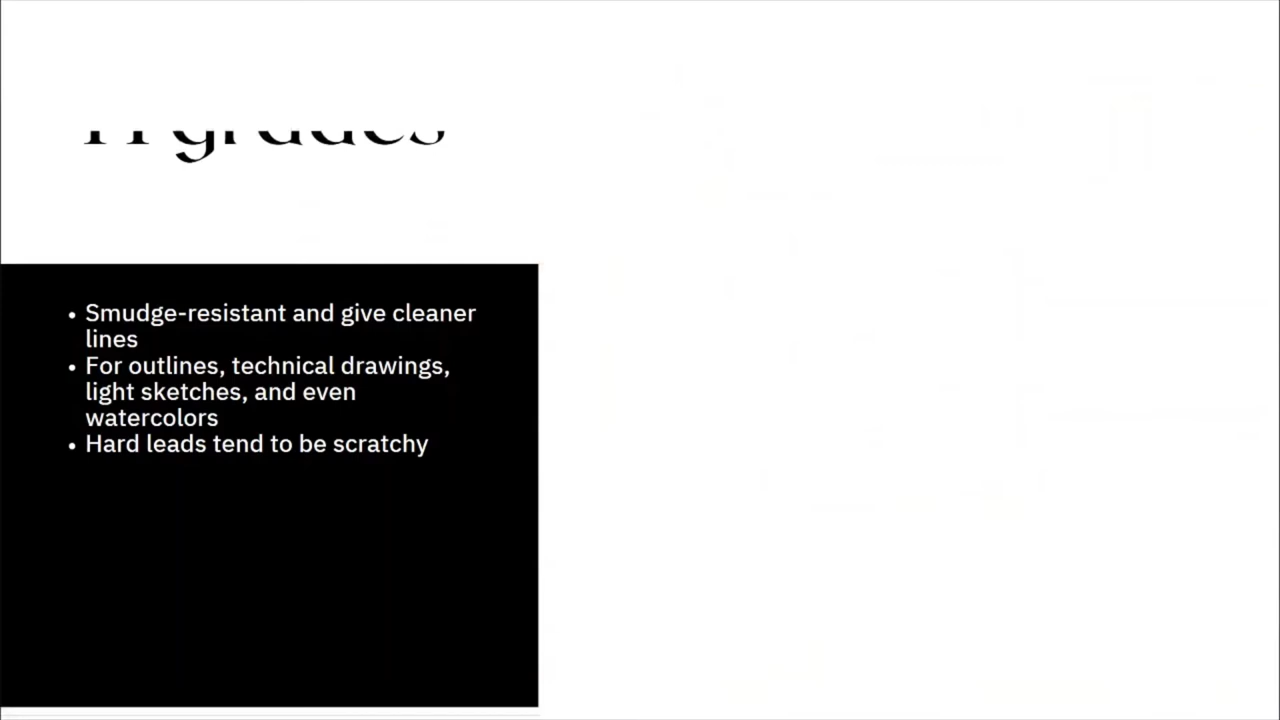 grades
• Smudge-resistant and give cleaner
lines
• For outlines, technical drawings,
light sketches, and even
watercolors
• Hard leads tend to be scratchy